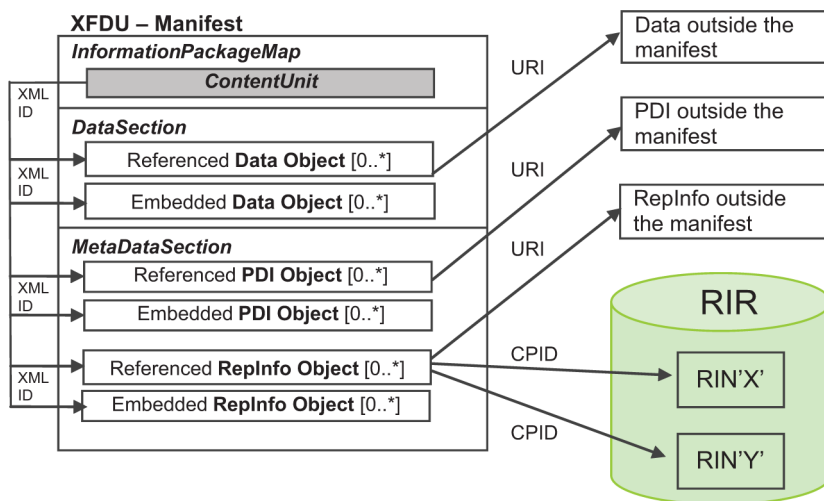 XFDU – Manifest
InformationPackageMap
ContentUnit
XML
ID
DataSection
Referenced Data Object [0..*]
XML
ID
Embedded Data Object [0..*]
MetaDataSection
Referenced PDI Object [0..*]
XML
ID
Embedded PDI Object [0..*]
Referenced RepInfo Object [0..*]
XML
ID
Embedded RepInfo Object [0..*]
URI
URI
URI
CPID
CPID
Data outside the
manifest
PDI outside the
manifest
RepInfo outside
the manifest
RIR
RIN'X'
RIN'Y'